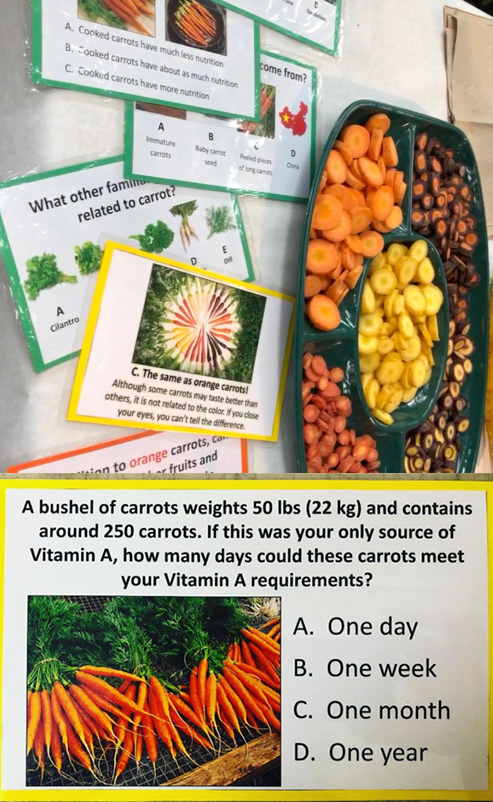 A. Cooked carrots have much less nutrition
B. Cooked carrots have about as much nutrition
C. Cooked carrots have more nutrition
D
come from?
A
B
C
D
Immature
carrots
Baby carrot
seed
Peeled pieces
of long carrots
China
What other
related to carrot?
A
D
E
Cilantro
Dill
C. The same as orange carrots!
Although some carrots may taste better than
others, it is not related to the color. If you close
your eyes, you can't tell the difference.
to orange carrots,
fruits and
A bushel of carrots weights 50 lbs (22 kg) and contains
around 250 carrots. If this was your only source of
Vitamin A, how many days could these carrots meet
your Vitamin A requirements?
A. One day
B. One week
C. One month
D. One year